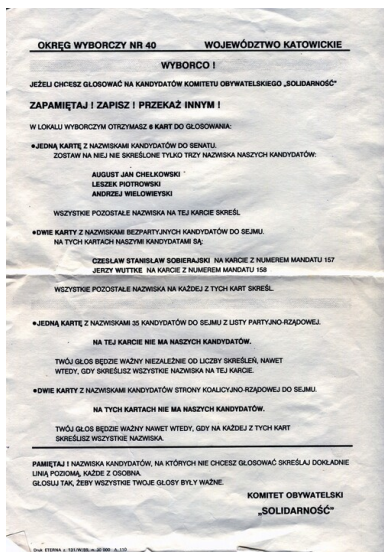 OKRĘG WYBORCZY NR 40 WOJEWÓDZTWO KATOWICKIE
WYBORCO !
JEŻELI CHCESZ GŁOSOWAĆ NA KANDYDATÓW KOMITETU OBYWATELSKIEGO „SOLIDARNOŚĆ"
ZAPAMIĘTAJ ! ZAPISZ ! PRZEKAŻ INNYM !
W LOKALU WYBORCZYM OTRZYMASZ 6 KART DO GŁOSOWANIA:
●JEDNĄ KARTĘ Z NAZWISKAMI KANDYDATÓW DO SENATU.
ZOSTAW NA NIEJ NIE SKREŚLONE TYLKO TRZY NAZWISKA NASZYCH KANDYDATÓW:
AUGUST JAN CHEŁKOWSKI
LESZEK PIOTROWSKI
ANDRZEJ WIELOWIEYSKI
WSZYSTKIE POZOSTAŁE NAZWISKA NA TEJ KARCIE SKREŚL
●DWIE KARTY Z NAZWISKAMI BEZPARTYJNYCH KANDYDATÓW DO SEJMU.
NA TYCH KARTACH NASZYMI KANDYDATAMI SĄ:
CZESŁAW STANISŁAW SOBIERAJSKI NA KARCIE Z NUMEREM MANDATU 157
JERZY WUTTKE NA KARCIE Z NUMEREM MANDATU 158
WSZYSTKIE POZOSTAŁE NAZWISKA NA KAŻDEJ Z TYCH KART SKREŚL.
●JEDNĄ KARTĘ Z NAZWISKAMI 35 KANDYDATÓW DO SEJMU Z LISTY PARTYJNO-RZĄDOWEJ.
NA TEJ KARCIE NIE MA NASZYCH KANDYDATÓW.
TWÓJ GŁOS BĘDZIE WAŻNY NIEZALEŻNIE OD LICZBY SKREŚLEŃ, NAWET
WTEDY, GDY SKREŚLISZ WSZYSTKIE NAZWISKA NA TEJ KARCIE.
●DWIE KARTY Z NAZWISKAMI KANDYDATÓW STRONY KOALICYJNO-RZĄDOWEJ DO SEJMU.
NA TYCH KARTACH NIE MA NASZYCH KANDYDATÓW.
TWÓJ GŁOS BĘDZIE WAŻNY NAWET WTEDY, GDY NA KAŻDEJ Z TYCH KART
SKREŚLISZ WSZYSTKIE NAZWISKA.
PAMIĘTAJ ! NAZWISKA KANDYDATÓW, NA KTÓRYCH NIE CHCESZ GŁOSOWAĆ SKREŚLAJ DOKŁADNIE
LINIĄ POZIOMĄ, KAŻDE Z OSOBNA.
GŁOSUJ TAK, ŻEBY WSZYSTKIE TWOJE GŁOSY BYŁY WAŻNE.
KOMITET OBYWATELSKI
„SOLIDARNOŚĆ"
ETERNA